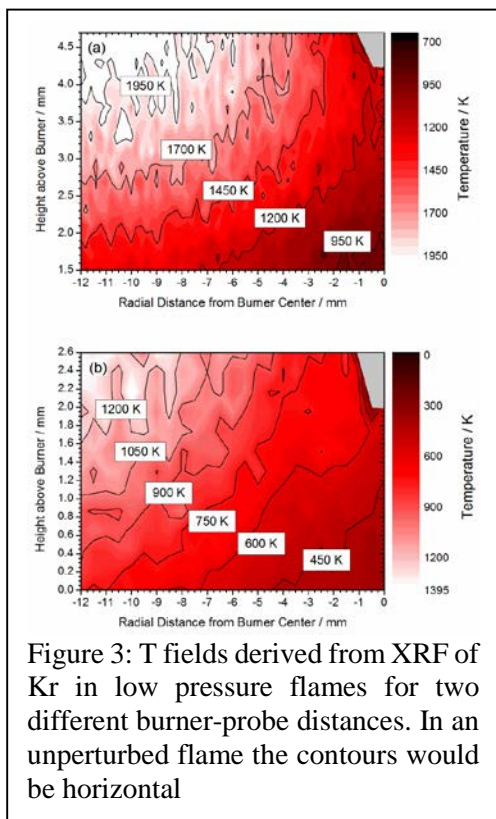 (a)
4.5
4.0
3.5
3.0
2.5
2.0
1.5
Height above Burner / mm
1950 K
1700 K
1450 K
1200 K
950 K
-12 -11 -10 -9 -8 -7 -6 -5 -4 -3 -2 -1 0
Radial Distance from Burner Center / mm
700
950
1200
1450
1700
1950
Temperature / K
(b)
2.6
2.4
2.2
2.0
1.8
1.6
1.4
1.2
1.0
0.8
0.6
0.4
0.2
0.0
Height above Burner / mm
1200 K
1050 K
900 K
750 K
600 K
450 K
-12 -11 -10 -9 -8 -7 -6 -5 -4 -3 -2 -1 0
Radial Distance from Burner Center / mm
0
300
600
900
1200
1395
Temperature / K
Figure 3: T fields derived from XRF of
Kr in low pressure flames for two
different burner-probe distances. In an
unperturbed flame the contours would
be horizontal